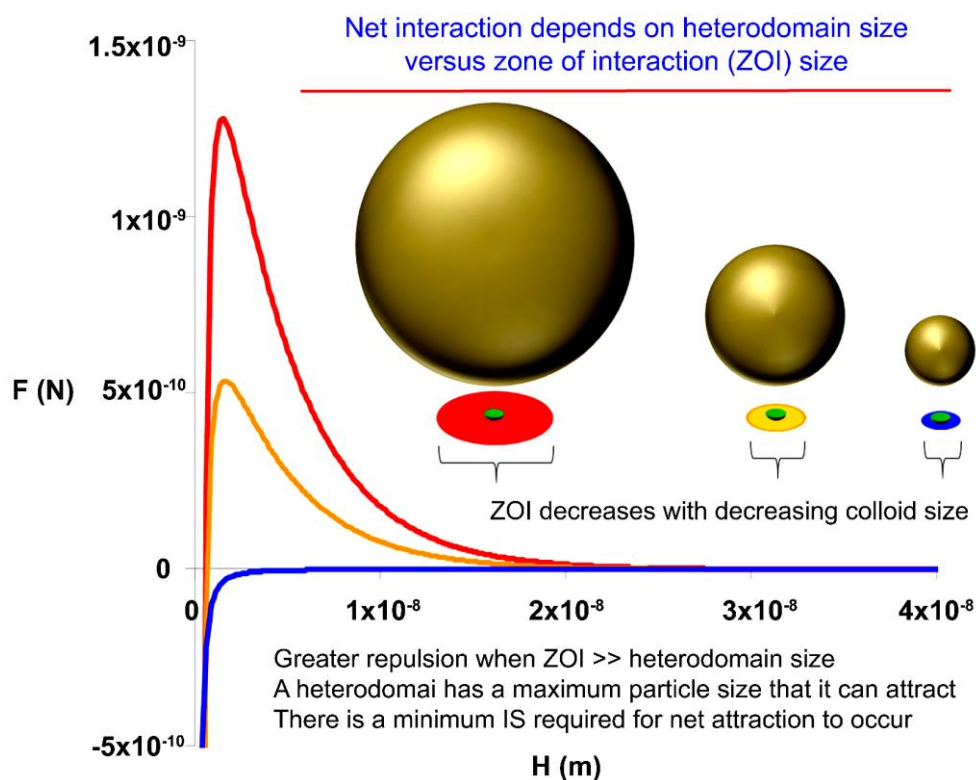 Net interaction depends on heterodomain size
versus zone of interaction (ZOI) size
1.5x10-9
1x10-9
5x10-10
F (N)
ZOI decreases with decreasing colloid size
0
0
1x10-8
2x10-8
3x10-8
4x10-8
Greater repulsion when ZOI >> heterodomain size
A heterodomai has a maximum particle size that it can attract
There is a minimum IS required for net attraction to occur
-5x10-10
H (m)